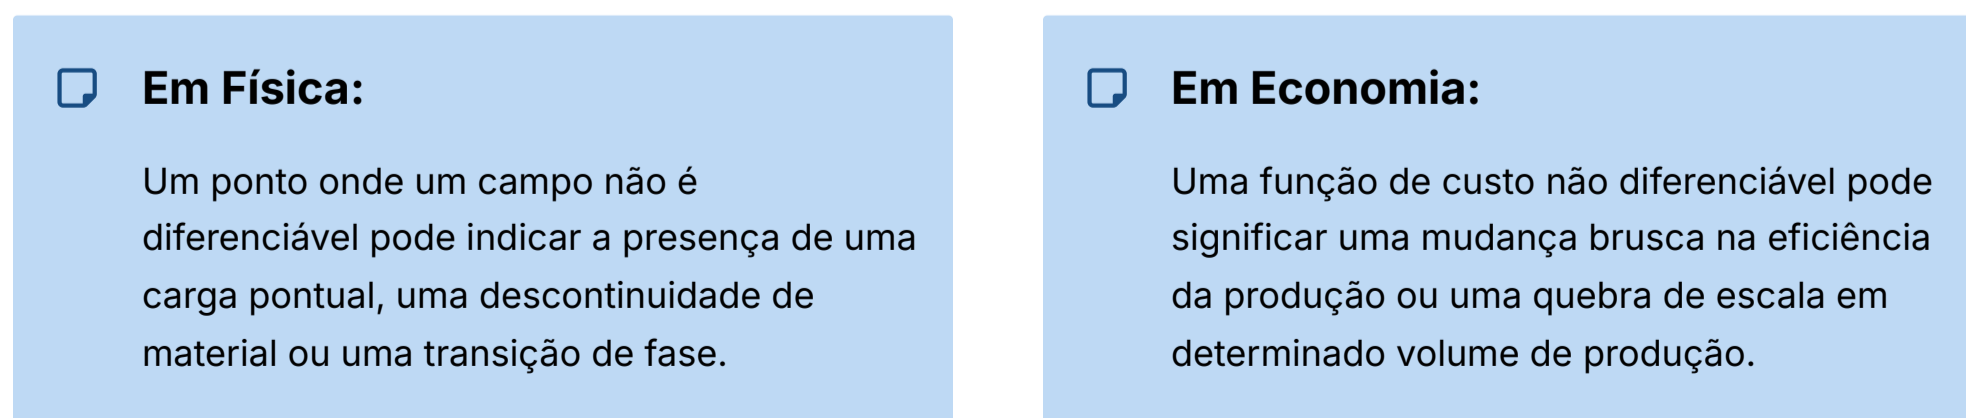 Em Física:
Um ponto onde um campo não é
diferenciável pode indicar a presença de uma
carga pontual, uma descontinuidade de
material ou uma transição de fase.
Em Economia:
Uma função de custo não diferenciável pode
significar uma mudança brusca na eficiência
da produção ou uma quebra de escala em
determinado volume de produção.